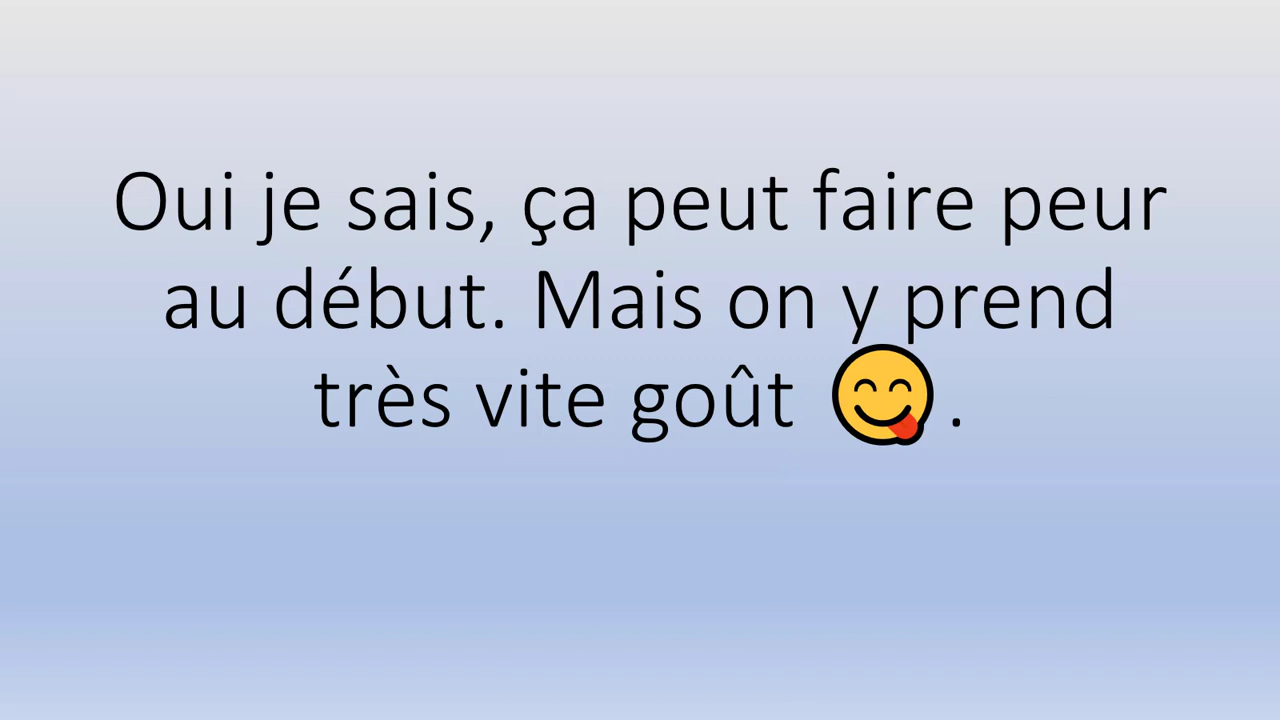 Oui je sais, ça peut faire peur
au début. Mais on y prend
très vite goût 😋.